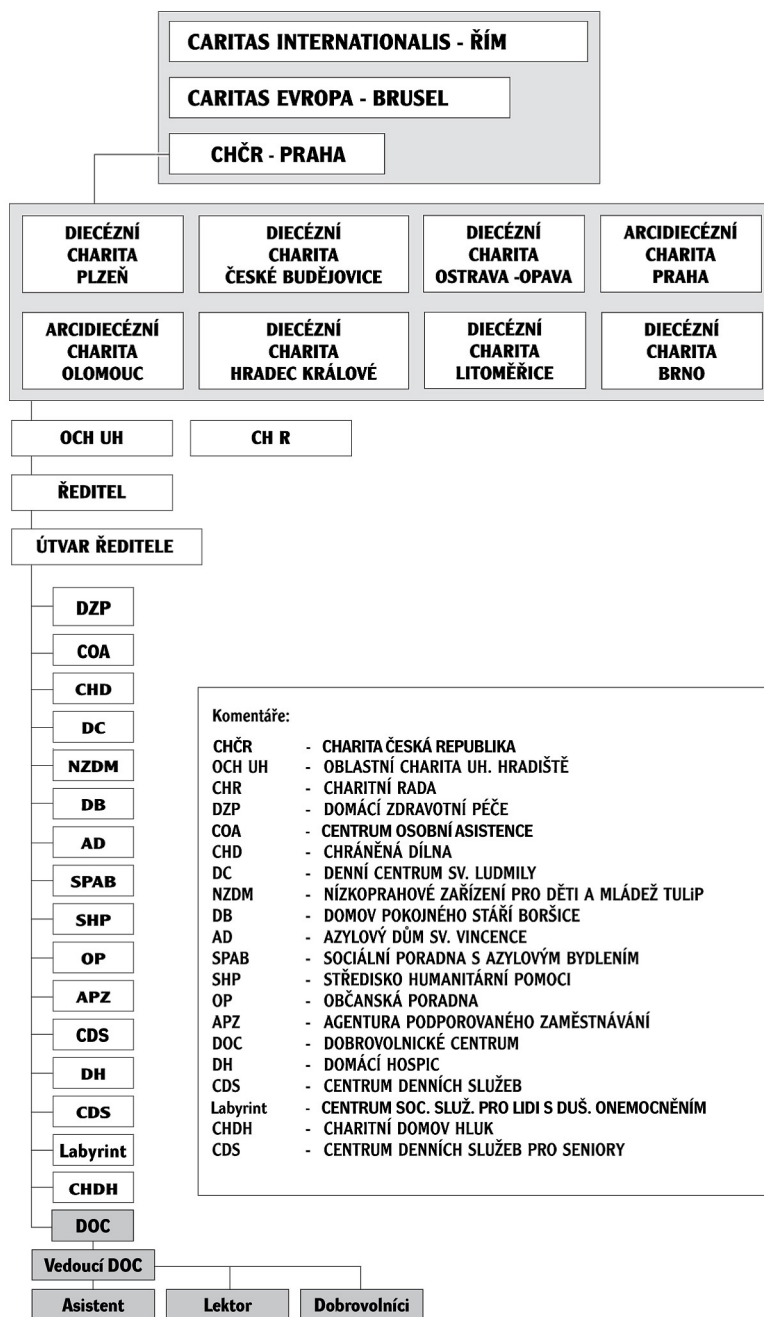 CARITAS INTERNATIONALIS - ŘÍM
CARITAS EVROPA - BRUSEL
CHČR - PRAHA
DIECÉZNÍ
CHARITA
PLZEŇ
DIECÉZNÍ
CHARITA
ČESKÉ BUDĚJOVICE
DIECÉZNÍ
CHARITA
OSTRAVA -OPAVA
ARCIDIECÉZNÍ
CHARITA
PRAHA
ARCIDIECÉZNÍ
CHARITA
OLOMOUC
DIECÉZNÍ
CHARITA
HRADEC KRÁLOVÉ
DIECÉZNÍ
CHARITA
LITOMĚŘICE
DIECÉZNÍ
CHARITA
BRNO
OCH UH
CH R
ŘEDITEL
ÚTVAR ŘEDITELE
DZP
COA
CHD
DC
NZDM
DB
AD
SPAB
SHP
OP
APZ
CDS
DH
CDS
Labyrint
CHDH
DOC
Vedoucí DOC
Asistent
Lektor
Dobrovolníci
Komentáře:
CHČR - CHARITA ČESKÁ REPUBLIKA
OCH UH - OBLASTNÍ CHARITA UH. HRADIŠTĚ
CHR - CHARITNÍ RADA
DZP - DOMÁCÍ ZDRAVOTNÍ PÉČE
COA - CENTRUM OSOBNÍ ASISTENCE
CHD - CHRÁNĚNÁ DÍLNA
DC - DENNÍ CENTRUM SV. LUDMILY
NZDM - NÍZKOPRAHOVÉ ZAŘÍZENÍ PRO DĚTI A MLÁDEŽ TULiP
DB - DOMOV POKOJNÉHO STÁŘÍ BORŠICE
AD - AZYLOVÝ DŮM SV. VINCENCE
SPAB - SOCIÁLNÍ PORADNA S AZYLOVÝM BYDLENÍM
SHP - STŘEDISKO HUMANITÁRNÍ POMOCI
OP - OBČANSKÁ PORADNA
APZ - AGENTURA PODPOROVANÉHO ZAMĚSTNÁVÁNÍ
DOC - DOBROVOLNICKÉ CENTRUM
DH - DOMÁCÍ HOSPIC
CDS - CENTRUM DENNÍCH SLUŽEB
Labyrint - CENTRUM SOC. SLUŽ. PRO LIDI S DUŠ. ONEMOCNĚNÍM
CHDH - CHARITNÍ DOMOV HLUK
CDS - CENTRUM DENNÍCH SLUŽEB PRO SENIORY